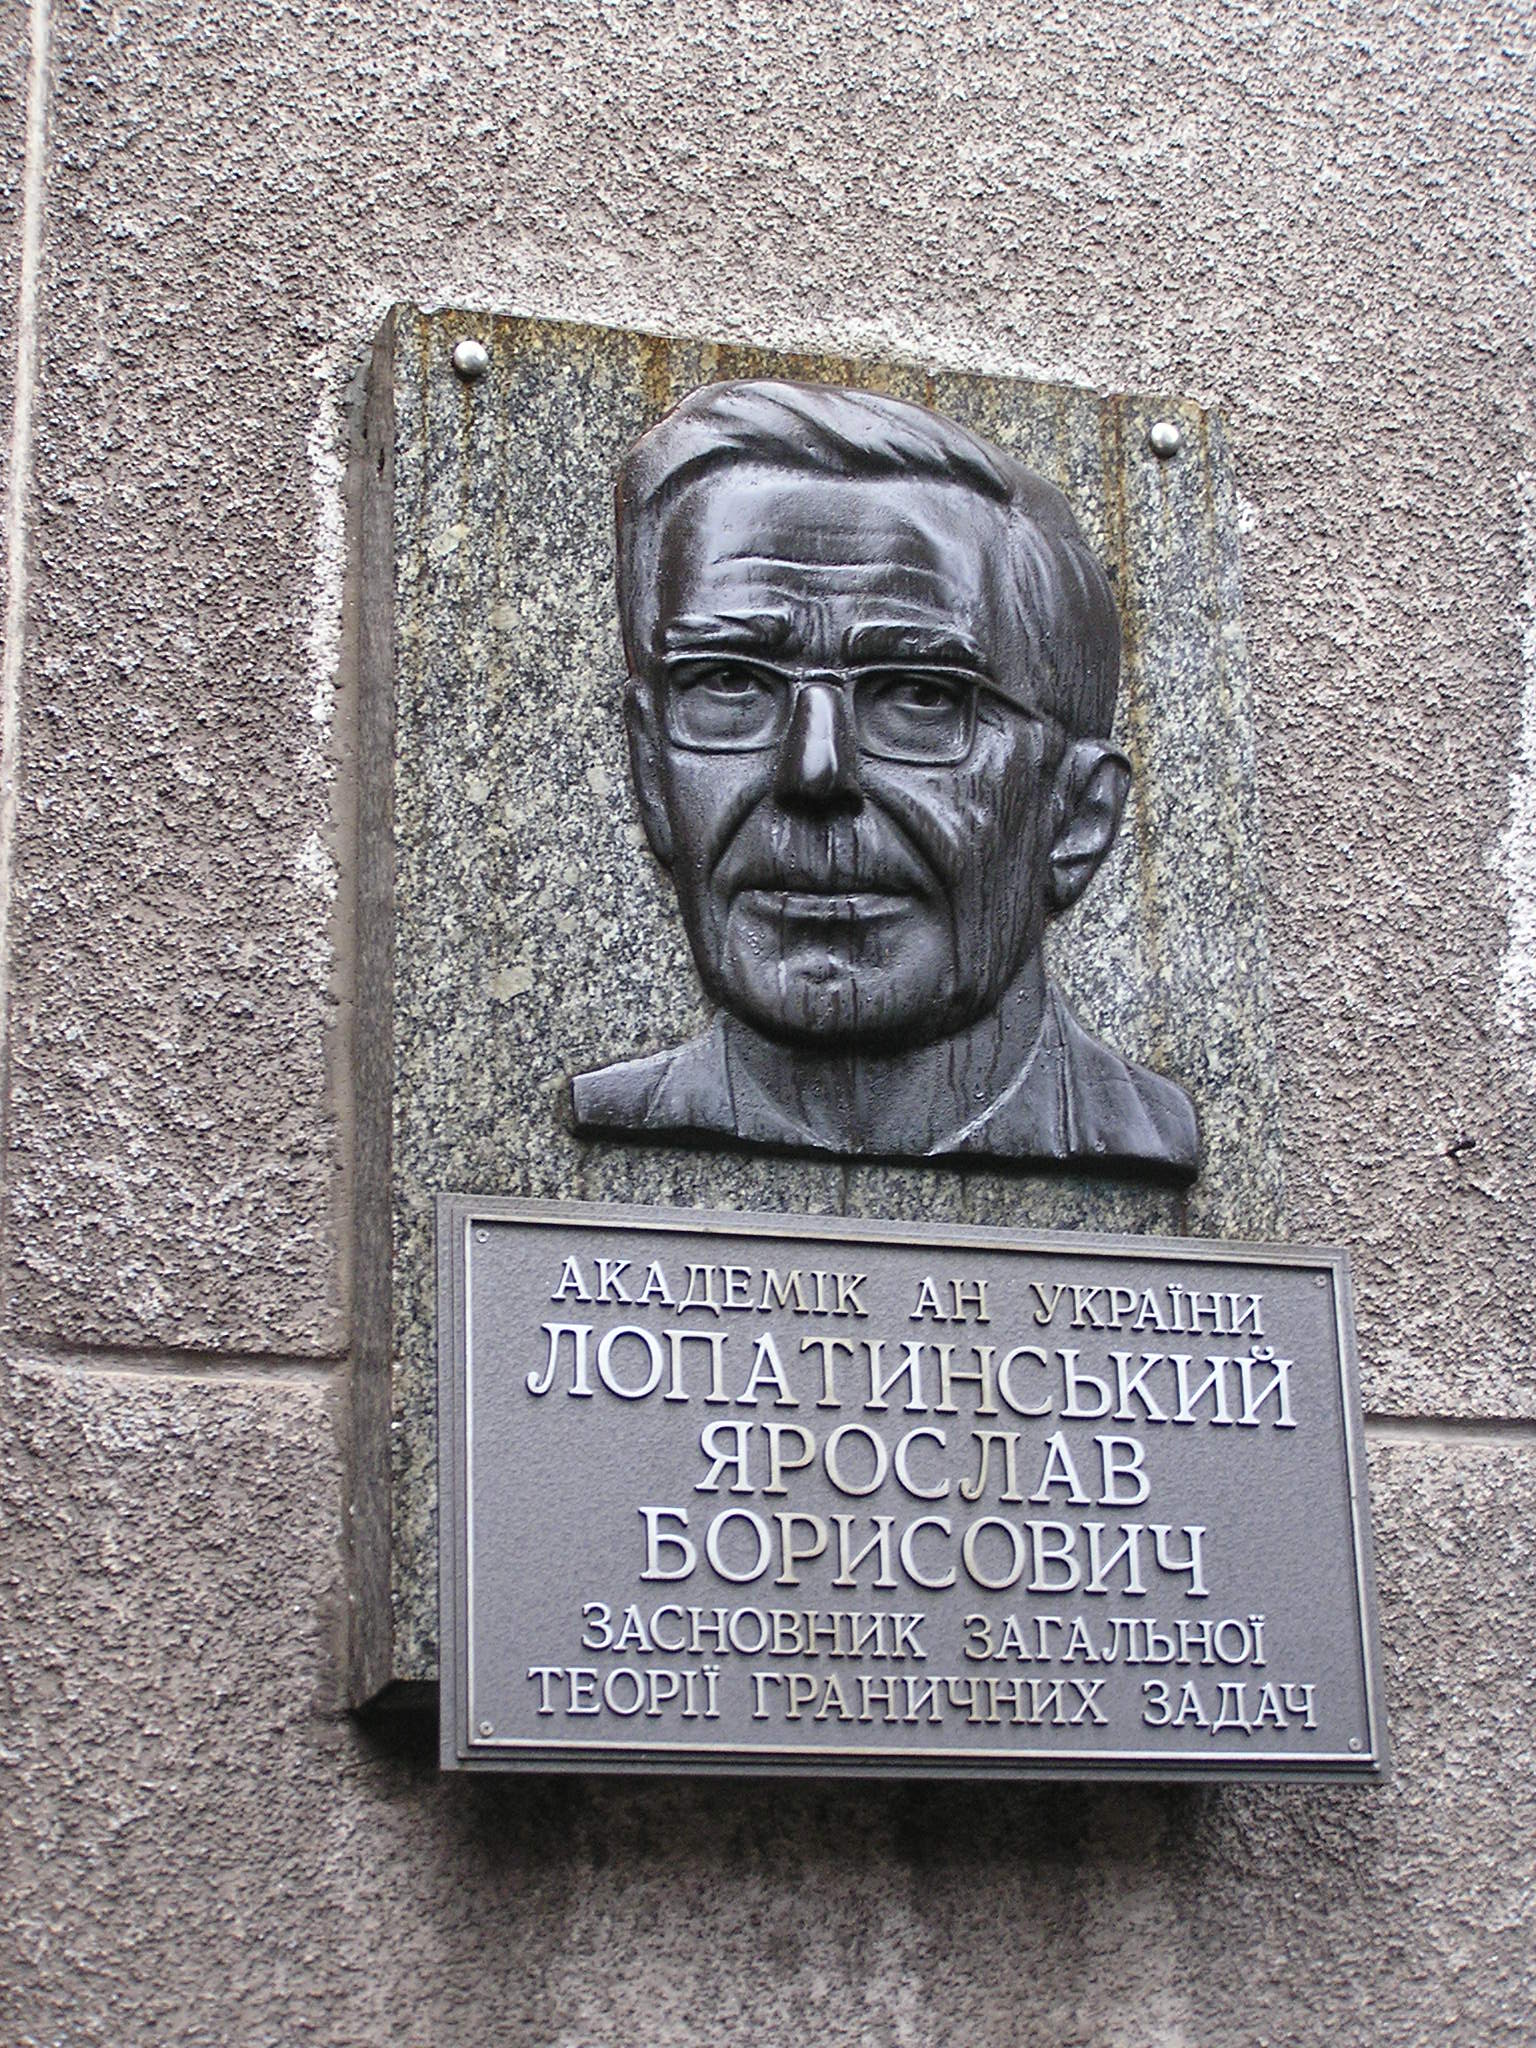 АКАДЕМІК АН УКРАЇНИ
ЛОПАТИНСЬКИЙ
ЯРОСЛАВ
БОРИСОВИЧ
ЗАСНОВНИК ЗАГАЛЬНОЇ
ТЕОРІЇ ГРАНИЧНИХ ЗАДАЧ